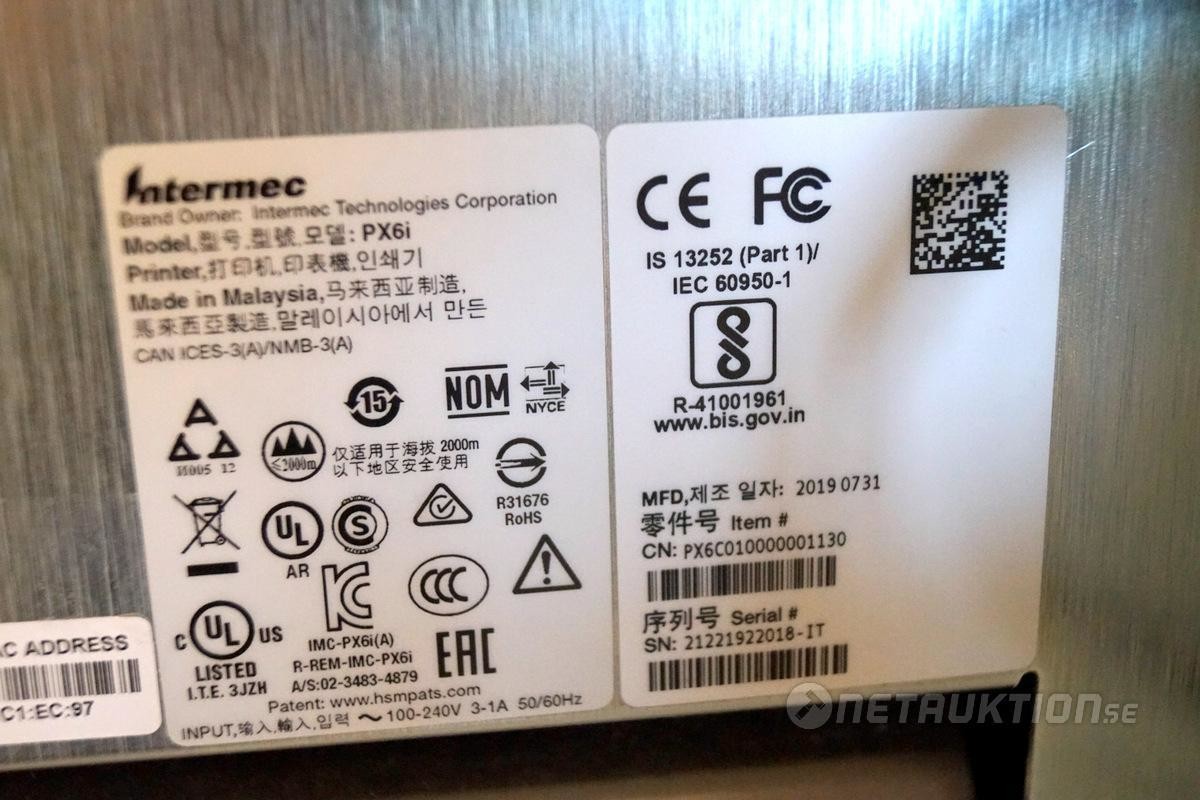 Intermec
Brand Owner: Intermec Technologies Corporation
Model,型号,型號,모델: PX6i
Printer,打印机,印表機,인쇄기
Made in Malaysia,马来西亚制造,
馬來西亞製造,말레이시아에서 만든
CAN ICES-3(A)/NMB-3(A)
15
NOM
NYCE
И005 12
≤2000m
仅适用于海拔 2000m
以下地区安全使用
R31676
RoHS
UL
AR
S
C UL US
LISTED
I.T.E. 3JZH
KC
CCC
IMC-PX6i(A)
R-REM-IMC-PX6i
A/S:02-3483-4879
EAC
Patent: www.hsmpats.com
INPUT,输入,輸入,입력 ~100-240V 3-1A 50/60Hz
CE FC
IS 13252 (Part 1)/
IEC 60950-1
R-41001961
www.bis.gov.in
MFD,제조 일자: 2019 0731
零件号 Item #
CN: PX6C010000001130
序列号 Serial #
SN: 21221922018-IT
AC ADDRESS
C1:EC:97
NETAUKTION.SE